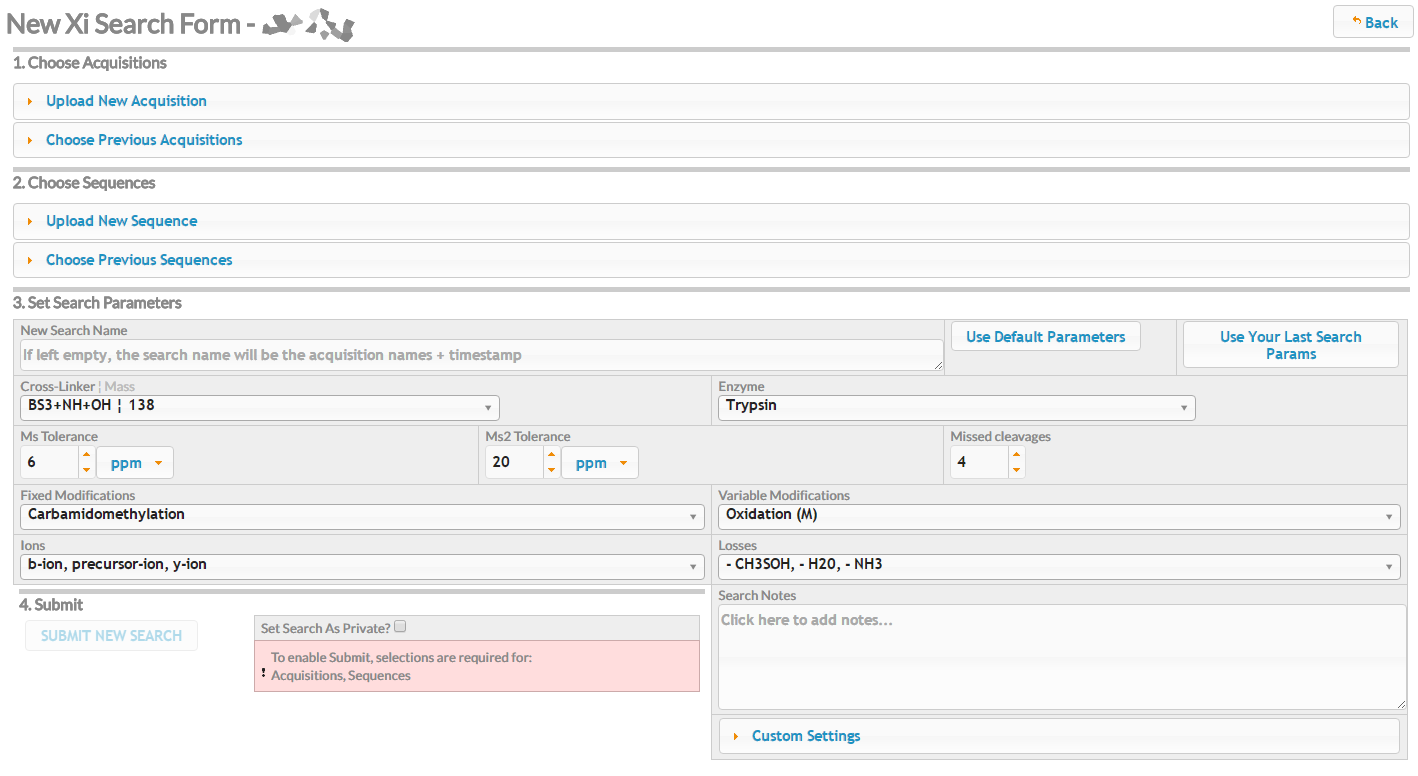 New Xi Search Form -
Back
1. Choose Acquisitions
Upload New Acquisition
Choose Previous Acquisitions
2. Choose Sequences
Upload New Sequence
Choose Previous Sequences
3. Set Search Parameters
New Search Name
If left empty, the search name will be the acquisition names + timestamp
Use Default Parameters
Use Your Last Search
Params
Cross-Linker ¦ Mass
BS3+NH+OH ¦ 138
Enzyme
Trypsin
Ms Tolerance
6
ppm
Ms2 Tolerance
20
ppm
Missed cleavages
4
Fixed Modifications
Carbamidomethylation
Variable Modifications
Oxidation (M)
Ions
b-ion, precursor-ion, y-ion
Losses
- CH3SOH, - H20, - NH3
4. Submit
SUBMIT NEW SEARCH
Set Search As Private?
! To enable Submit, selections are required for:
Acquisitions, Sequences
Search Notes
Click here to add notes...
Custom Settings